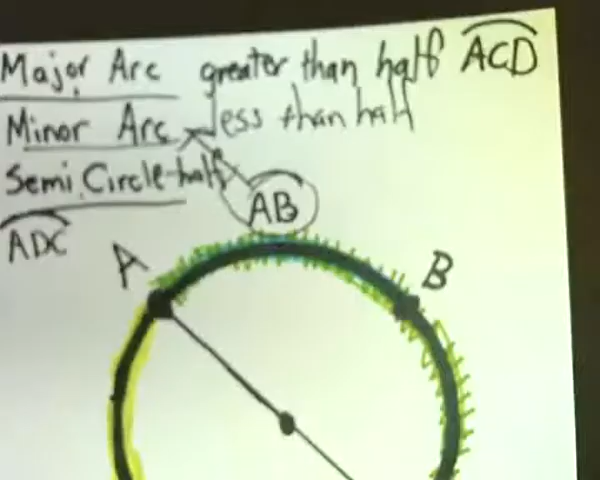 Major Arc greater than half ACD
Minor Arc less than half
Semi Circle-half
AB
ADC
A
B